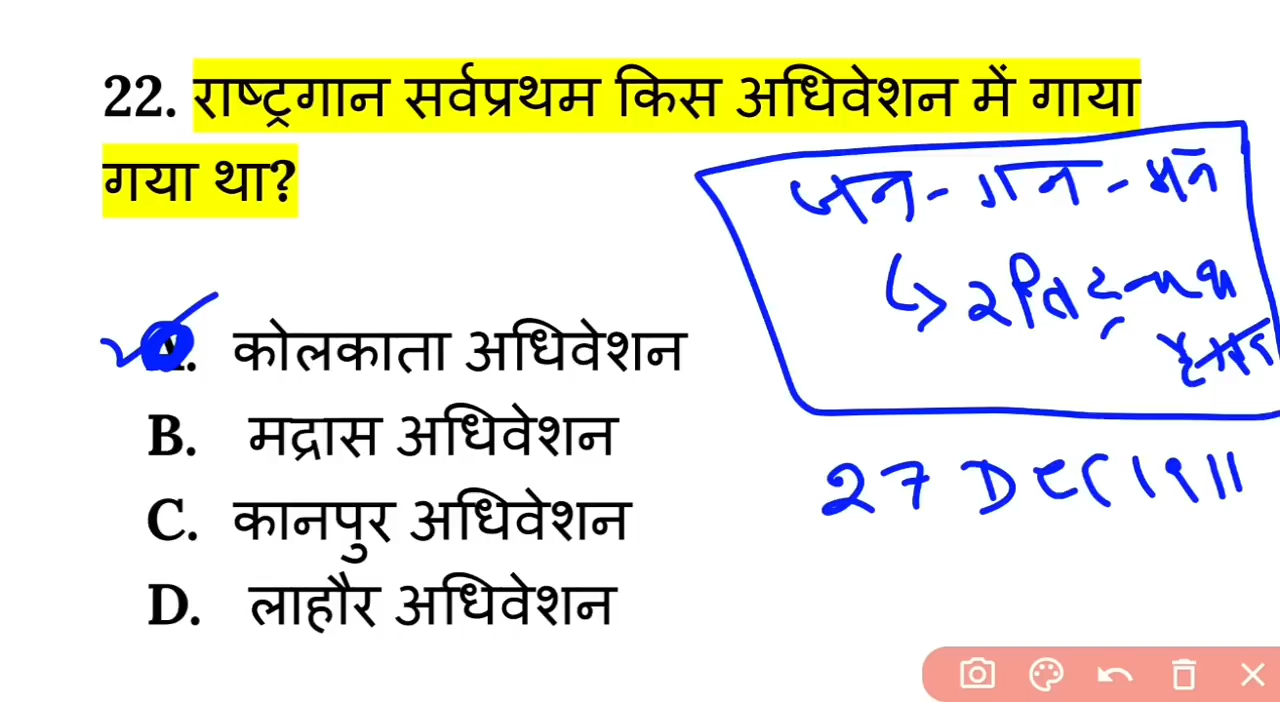 22. राष्ट्रगान सर्वप्रथम किस अधिवेशन में गाया
गया था?
जन - गन - मन
A. कोलकाता अधिवेशन
B. मद्रास अधिवेशन
C. कानपुर अधिवेशन
D. लाहौर अधिवेशन
27 DEC 1911